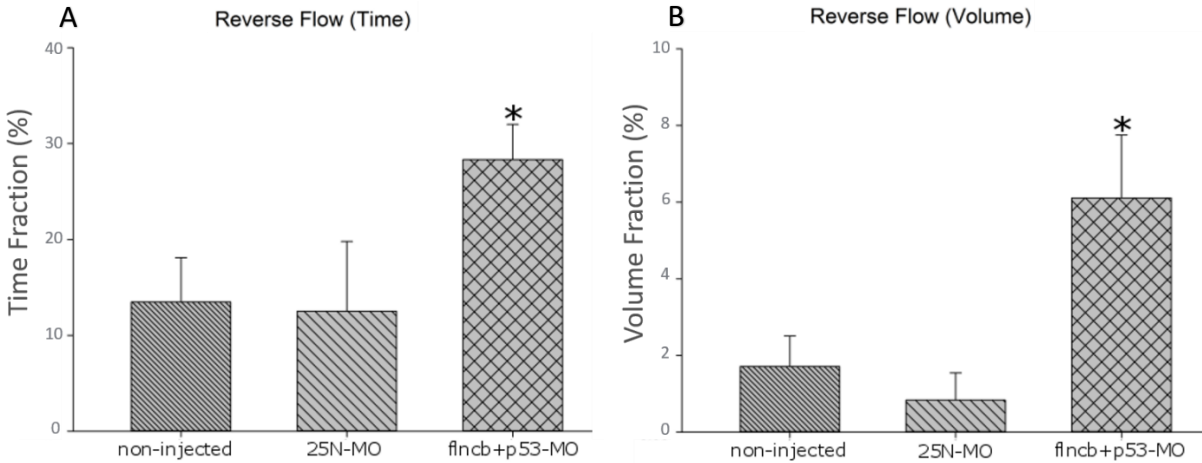 A
Reverse Flow (Time)
Time Fraction (%)
40
30
20
10
0
*
non-injected
25N-MO
flncb+p53-MO
B
Reverse Flow (Volume)
Volume Fraction (%)
10
8
6
4
2
0
*
non-injected
25N-MO
flncb+p53-MO